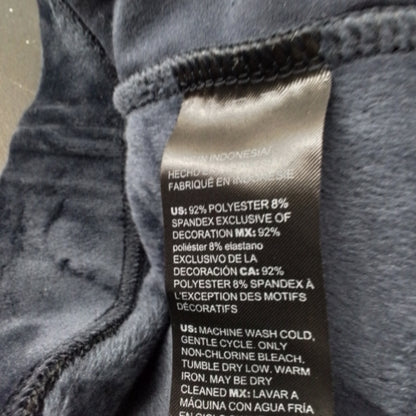 IN INDONESIA/
HECHO
FABRIQUÉ EN INDONÉSIE
US: 92% POLYESTER 8%
SPANDEX EXCLUSIVE OF
DECORATION MX: 92%
poliéster 8% elastano
EXCLUSIVO DE LA
DECORACIÓN CA: 92%
POLYESTER 8% SPANDEX À
L'EXCEPTION DES MOTIFS
DÉCORATIFS
US: MACHINE WASH COLD,
GENTLE CYCLE. ONLY
NON-CHLORINE BLEACH,
TUMBLE DRY LOW. WARM
IRON. MAY BE DRY
CLEANED MX: LAVAR A
MÁQUINA CON AGUA FRÍA